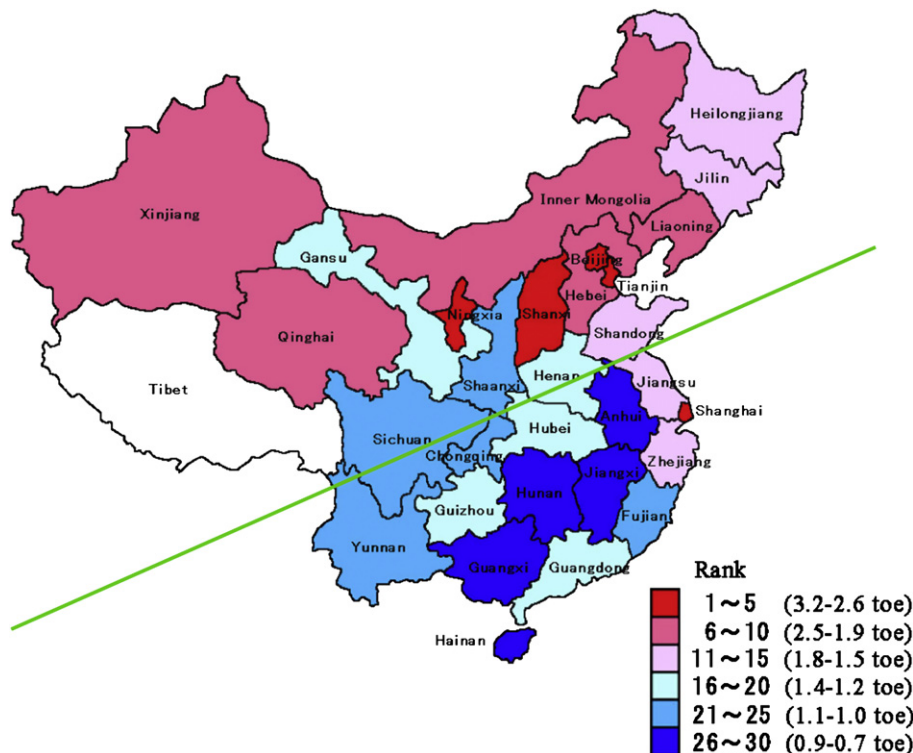 Heilongjiang
Jilin
Inner Mongolia
Xinjiang
Liaoning
Gansu
Beijing
Tianjin
Hebei
Ningxia
Shanxi
Shandong
Qinghai
Tibet
Shaanxi
Henan
Jiangsu
Shanghai
Anhui
Sichuan
Hubei
Chongqing
Zhejiang
Jiangxi
Hunan
Guizhou
Fujian
Yunnan
Guangxi
Guangdong
Hainan
Rank
1～5 (3.2-2.6 toe)
6～10 (2.5-1.9 toe)
11～15 (1.8-1.5 toe)
16～20 (1.4-1.2 toe)
21～25 (1.1-1.0 toe)
26～30 (0.9-0.7 toe)